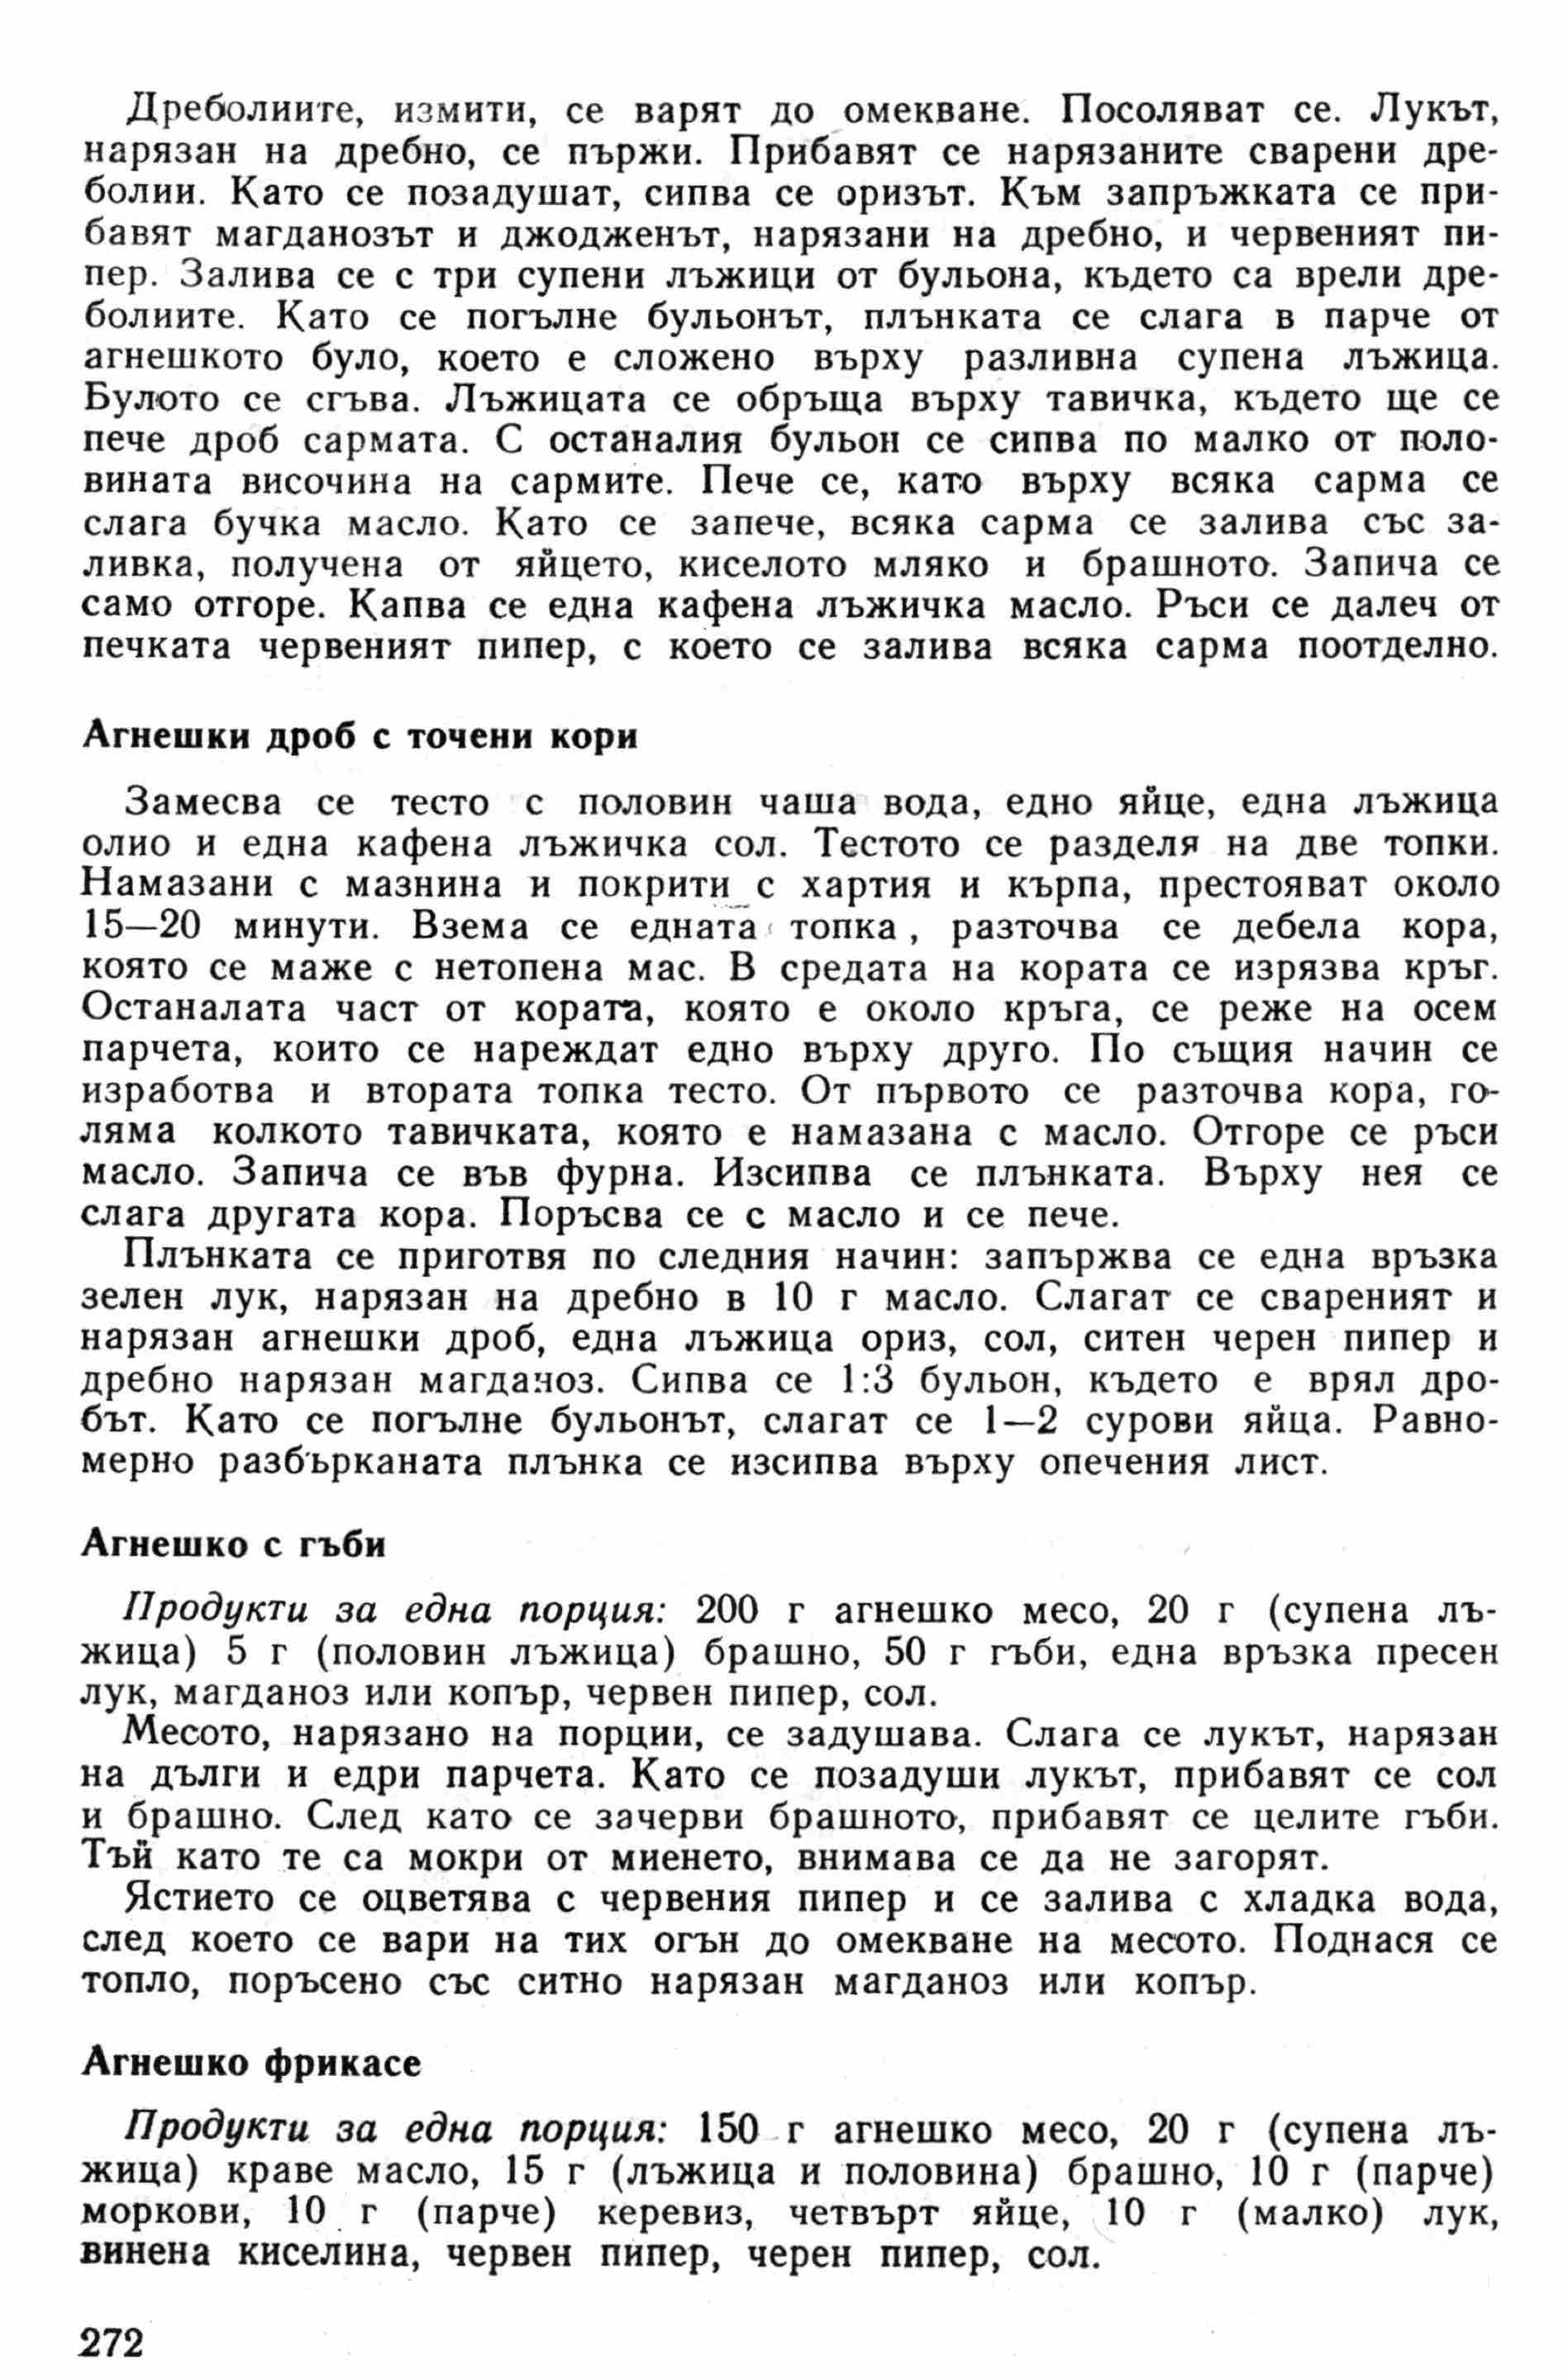 Дреболиите, измити, се варят до омекване. Посоляват се. Лукът,
нарязан на дребно, се пържи. Прибавят се нарязаните сварени дре-
болии. Като се позадушат, сипва се оризът. Към запръжката се при-
бавят магданозът и джодженът, нарязани на дребно, и червеният пи-
пер. Залива се с три супени лъжици от бульона, където са врели дре-
болиите. Като се погълне бульонът, плънката се слага в парче от
агнешкото було, което е сложено върху разливна супена лъжица.
Булото се сгъва. Лъжицата се обръща върху тавичка, където ще се
пече дроб сармата. С останалия бульон се сипва по малко от поло-
вината височина на сармите. Пече се, като върху всяка сарма се
слага бучка масло. Като се запече, всяка сарма се залива със за-
ливка, получена от яйцето, киселото мляко и брашното. Запича се
само отгоре. Капва се една кафена лъжичка масло. Ръси се далеч от
печката червеният пипер, с което се залива всяка сарма поотделно.
Агнешки дроб с точени кори
Замесва се тесто с половин чаша вода, едно яйце, една лъжица
олио и една кафена лъжичка сол. Тестото се разделя на две топки.
Намазани с мазнина и покрити с хартия и кърпа, престояват около
15—20 минути. Взема се едната топка, разточва се дебела кора,
която се маже с нетопена мас. В средата на кората се изрязва кръг.
Останалата част от кората, която е около кръга, се реже на осем
парчета, които се нареждат едно върху друго. По същия начин се
изработва и втората топка тесто. От първото се разточва кора, го-
ляма колкото тавичката, която е намазана с масло. Отгоре се ръси
масло. Запича се във фурна. Изсипва се плънката. Върху нея се
слага другата кора. Поръсва се с масло и се пече.
Плънката се приготвя по следния начин: запържва се една връзка
зелен лук, нарязан на дребно в 10 г масло. Слагат се свареният и
нарязан агнешки дроб, една лъжица ориз, сол, ситен черен пипер и
дребно нарязан магданоз. Сипва се 1:3 бульон, където е врял дро-
бът. Като се погълне бульонът, слагат се 1—2 сурови яйца. Равно-
мерно разбърканата плънка се изсипва върху опечения лист.
Агнешко с гъби
Продукти за една порция: 200 г агнешко месо, 20 г (супена лъ-
жица) 5 г (половин лъжица) брашно, 50 г гъби, една връзка пресен
лук, магданоз или копър, червен пипер, сол.
Месото, нарязано на порции, се задушава. Слага се лукът, нарязан
на дълги и едри парчета. Като се позадуши лукът, прибавят се сол
и брашно. След като се зачерви брашното, прибавят се целите гъби.
Тъй като те са мокри от миенето, внимава се да не загорят.
Ястието се оцветява с червения пипер и се залива с хладка вода,
след което се вари на тих огън до омекване на месото. Поднася се
топло, поръсено със ситно нарязан магданоз или копър.
Агнешко фрикасе
Продукти за една порция: 150 г агнешко месо, 20 г (супена лъ-
жица) краве масло, 15 г (лъжица и половина) брашно, 10 г (парче)
моркови, 10 г (парче) керевиз, четвърт яйце, 10 г (малко) лук,
винена киселина, червен пипер, черен пипер, сол.
272